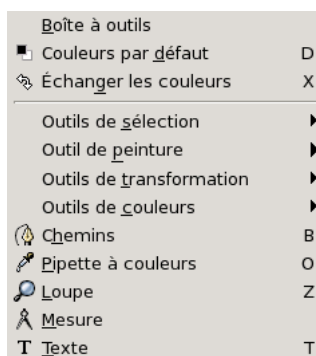 Boîte à outils
Couleurs par défaut D
Échanger les couleurs X
Outils de sélection
Outil de peinture
Outils de transformation
Outils de couleurs
Chemins B
Pipette à couleurs O
Loupe Z
Mesure
Texte T